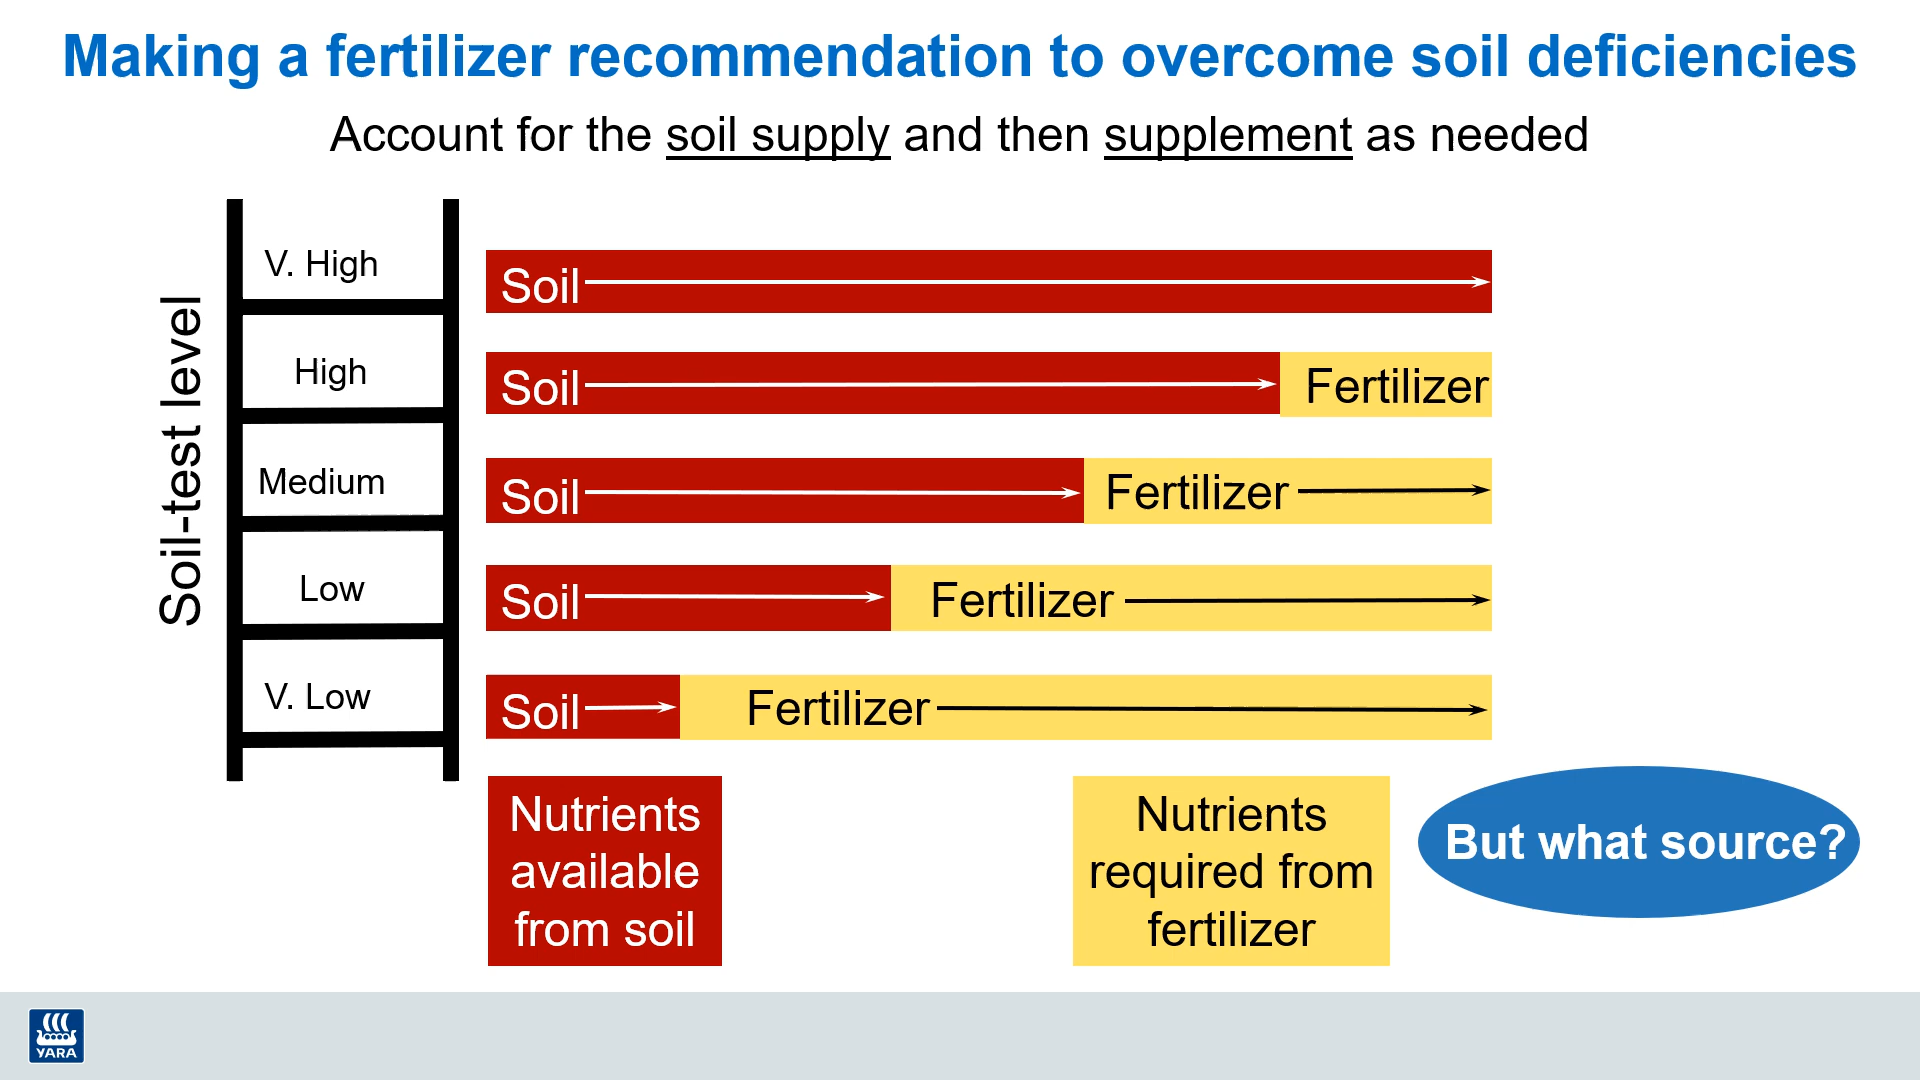 Making a fertilizer recommendation to overcome soil deficiencies
Account for the soil supply and then supplement as needed
Soil-test level
V. High
Soil
High
Soil
Fertilizer
Medium
Soil
Fertilizer
Low
Soil
Fertilizer
V. Low
Soil
Fertilizer
Nutrients
available
from soil
Nutrients
required from
fertilizer
But what source?
YARA